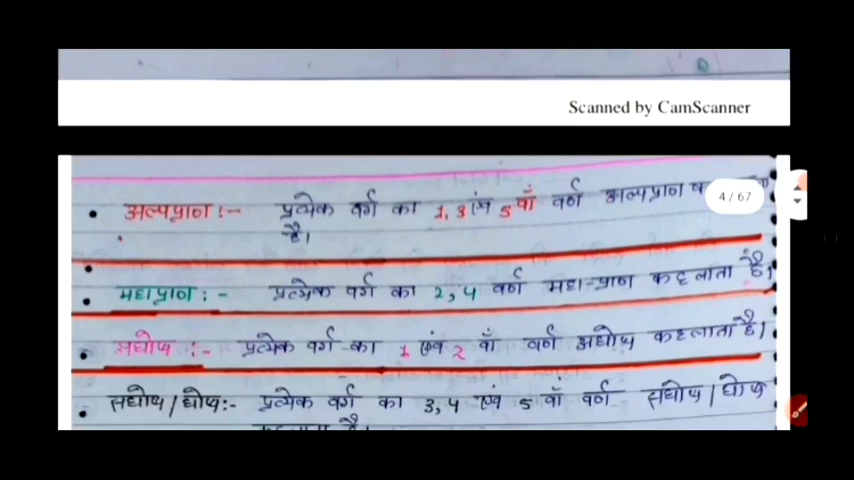 Scanned by CamScanner
4 / 67
• अल्पप्राण :- प्रत्येक वर्ग का 1, 3 एवं 5 वाँ वर्ण अल्पप्राण
है।
• महाप्राण :- प्रत्येक वर्ग का 2, 4 वर्ण महा-प्राण कहलाता है।
• सघोष :- प्रत्येक वर्ग का 1 एवं 2 वाँ वर्ण अघोष कहलाता है।
• सघोष / घोष:- प्रत्येक वर्ग का 3, 4 एवं 5 वाँ वर्ण सघोष / घोष